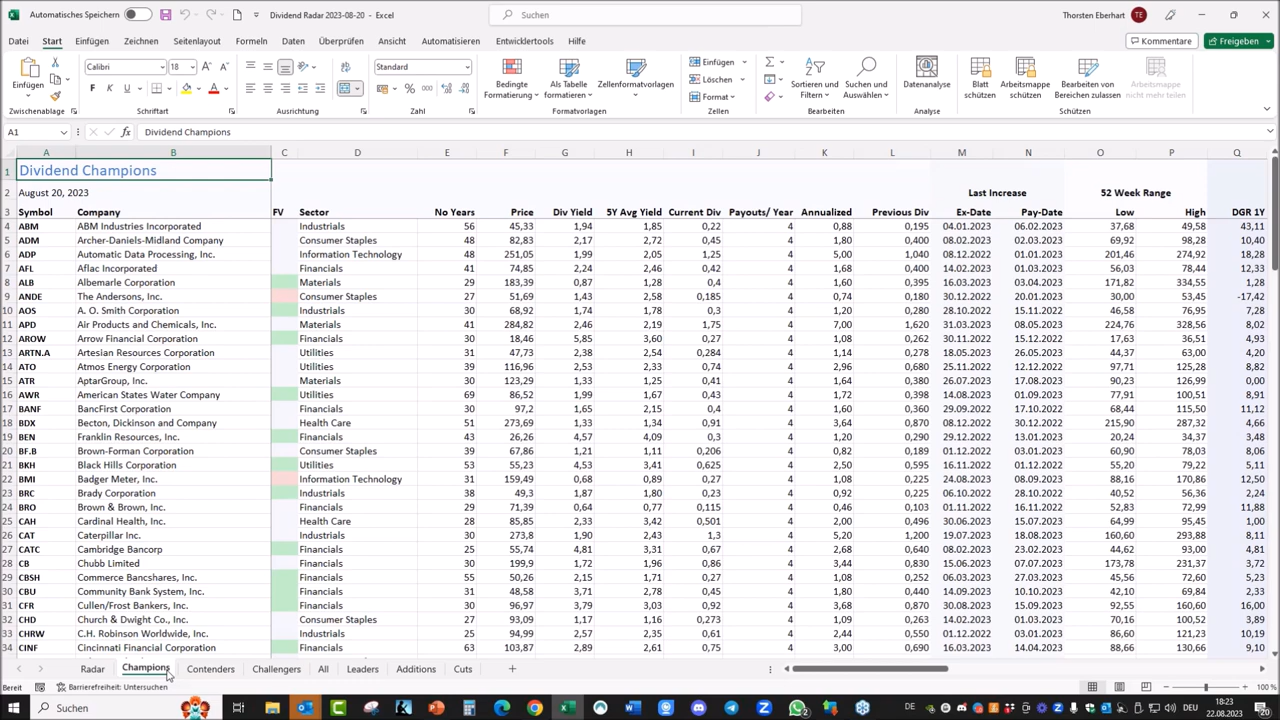 Automatisches Speichern
Dividend Radar 2023-08-20 - Excel
Suchen
Thorsten Eberhart
TE
Datei Start Einfügen Zeichnen Seitenlayout Formeln Daten Überprüfen Ansicht Automatisieren Entwicklertools Hilfe
Kommentare Freigeben
Einfügen
Calibri 18
F K U
Standard
Bedingte Formatierung
Als Tabelle formatieren
Zellenformatvorlagen
Einfügen
Löschen
Format
Sortieren und Filtern
Suchen und Auswählen
Datenanalyse
Blatt schützen
Arbeitsmappe schützen
Bearbeiten von Bereichen zulassen
Arbeitsmappe nicht mehr teilen
Zwischenablage Schriftart Ausrichtung Zahl Formatvorlagen Zellen Bearbeiten Analyse Schützen
A1 fx Dividend Champions
A B C D E F G H I J K L M N O P Q
1 Dividend Champions
2 August 20, 2023 Last Increase 52 Week Range
3 Symbol Company FV Sector No Years Price Div Yield 5Y Avg Yield Current Div Payouts/ Year Annualized Previous Div Ex-Date Pay-Date Low High DGR 1Y
4 ABM ABM Industries Incorporated Industrials 56 45,33 1,94 1,85 0,22 4 0,88 0,195 04.01.2023 06.02.2023 37,68 49,58 43,11
5 ADM Archer-Daniels-Midland Company Consumer Staples 48 82,83 2,17 2,72 0,45 4 1,80 0,400 08.02.2023 01.03.2023 69,92 98,28 10,40
6 ADP Automatic Data Processing, Inc. Information Technology 48 251,05 1,99 2,05 1,25 4 5,00 1,040 08.12.2022 01.01.2023 201,46 274,92 18,28
7 AFL Aflac Incorporated Financials 41 74,85 2,24 2,46 0,42 4 1,68 0,400 14.02.2023 01.03.2023 56,03 78,44 12,33
8 ALB Albemarle Corporation Materials 29 183,39 0,87 1,28 0,4 4 1,60 0,395 16.03.2023 03.04.2023 171,82 334,55 1,28
9 ANDE The Andersons, Inc. Consumer Staples 27 51,69 1,43 2,58 0,185 4 0,74 0,180 30.12.2022 20.01.2023 30,00 53,45 -17,42
10 AOS A. O. Smith Corporation Industrials 30 68,92 1,74 1,78 0,3 4 1,20 0,280 28.10.2022 15.11.2022 46,58 76,95 7,28
11 APD Air Products and Chemicals, Inc. Materials 41 284,82 2,46 2,19 1,75 4 7,00 1,620 31.03.2023 08.05.2023 224,76 328,56 8,02
12 AROW Arrow Financial Corporation Financials 30 18,46 5,85 3,60 0,27 4 1,08 0,262 30.11.2022 15.12.2022 17,63 36,51 4,93
13 ARTN.A Artesian Resources Corporation Utilities 31 47,73 2,38 2,54 0,284 4 1,14 0,278 18.05.2023 26.05.2023 44,37 63,00 4,20
14 ATO Atmos Energy Corporation Utilities 30 116,96 2,53 2,33 0,74 4 2,96 0,680 25.11.2022 12.12.2022 97,71 125,28 8,82
15 ATR AptarGroup, Inc. Materials 30 123,29 1,33 1,25 0,41 4 1,64 0,380 26.07.2023 17.08.2023 90,23 126,99 0,00
16 AWR American States Water Company Utilities 69 86,52 1,99 1,67 0,43 4 1,72 0,398 14.08.2023 01.09.2023 77,91 100,51 8,91
17 BANF BancFirst Corporation Financials 30 97,2 1,65 2,15 0,4 4 1,60 0,360 29.09.2022 17.10.2022 68,44 115,50 11,12
18 BDX Becton, Dickinson and Company Health Care 51 273,69 1,33 1,34 0,91 4 3,64 0,870 08.12.2022 30.12.2022 215,90 287,32 4,66
19 BEN Franklin Resources, Inc. Financials 43 26,26 4,57 4,09 0,3 4 1,20 0,290 29.12.2022 13.01.2023 20,24 34,37 3,48
20 BF.B Brown-Forman Corporation Consumer Staples 38 67,86 1,21 1,11 0,206 4 0,82 0,189 01.12.2022 03.01.2023 60,90 78,03 8,06
21 BKH Black Hills Corporation Utilities 53 55,23 4,53 3,41 0,625 4 2,50 0,595 16.11.2022 01.12.2022 55,20 79,22 5,11
22 BMI Badger Meter, Inc. Information Technology 31 159,49 0,68 0,89 0,27 4 1,08 0,225 24.08.2023 08.09.2023 88,16 170,86 12,50
23 BRC Brady Corporation Industrials 38 49,3 1,87 1,80 0,23 4 0,92 0,225 06.10.2022 28.10.2022 40,52 56,36 2,24
24 BRO Brown & Brown, Inc. Financials 29 71,39 0,64 0,77 0,115 4 0,46 0,103 01.11.2022 16.11.2022 52,83 72,99 11,88
25 CAH Cardinal Health, Inc. Health Care 28 85,85 2,33 3,42 0,501 4 2,00 0,496 30.06.2023 15.07.2023 64,99 95,45 1,00
26 CAT Caterpillar Inc. Industrials 30 273,8 1,90 2,43 1,3 4 5,20 1,200 19.07.2023 18.08.2023 160,60 293,88 8,11
27 CATC Cambridge Bancorp Financials 25 55,74 4,81 3,31 0,67 4 2,68 0,640 08.02.2023 23.02.2023 44,62 93,00 4,81
28 CB Chubb Limited Financials 30 199,9 1,72 1,96 0,86 4 3,44 0,830 15.06.2023 07.07.2023 173,78 231,37 3,72
29 CBSH Commerce Bancshares, Inc. Financials 55 50,26 2,15 1,71 0,27 4 1,08 0,252 06.03.2023 27.03.2023 45,56 72,60 5,23
30 CBU Community Bank System, Inc. Financials 31 48,58 3,71 2,78 0,45 4 1,80 0,440 14.09.2022 10.10.2022 42,10 69,21 2,33
31 CFR Cullen/Frost Bankers, Inc. Financials 30 96,97 3,79 3,03 0,92 4 3,68 0,870 30.08.2023 15.09.2023 92,55 160,60 16,00
32 CHD Church & Dwight Co., Inc. Consumer Staples 27 93,09 1,17 1,16 0,273 4 1,09 0,263 14.02.2023 01.03.2023 70,16 100,52 3,89
33 CHRW C.H. Robinson Worldwide, Inc. Industrials 25 94,99 2,57 2,35 0,61 4 2,44 0,550 01.12.2022 03.01.2023 86,60 121,23 10,19
34 CINF Cincinnati Financial Corporation Financials 63 103,87 2,89 2,61 0,75 4 3,00 0,690 16.03.2023 14.04.2023 88,66 130,66 9,10
Radar Champions Contenders Challengers All Leaders Additions Cuts
Bereit Barrierefreiheit: Untersuchen 100 %
Suchen
DE
18:23
22.08.2023